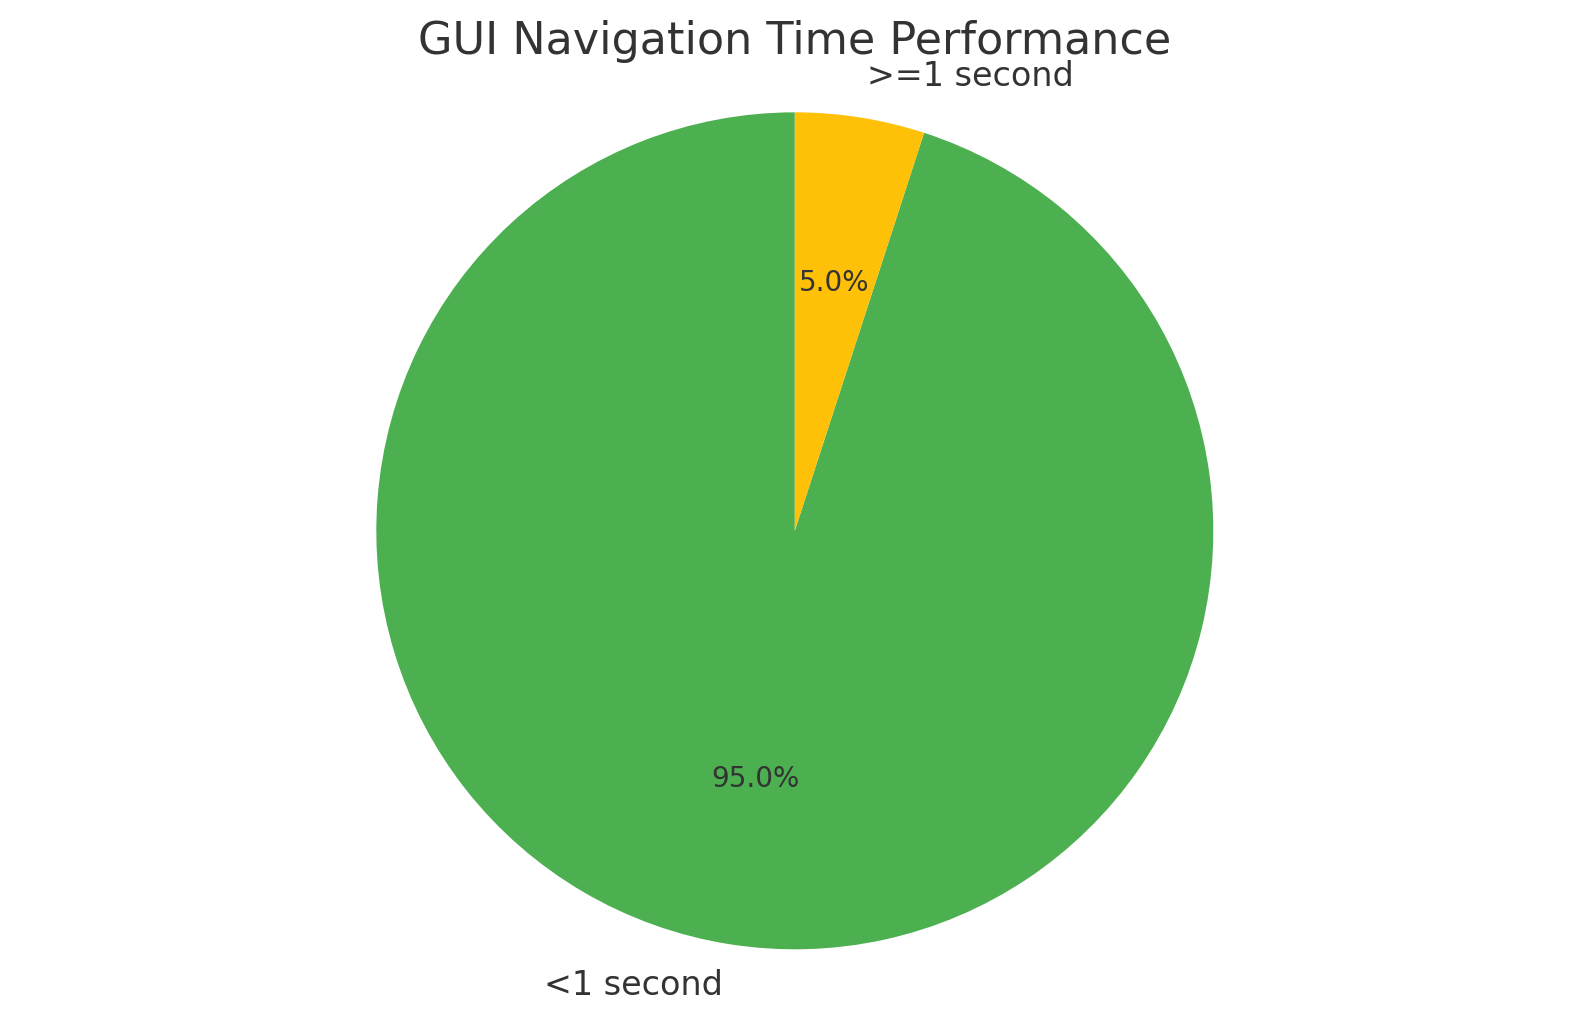 GUI Navigation Time Performance
>=1 second
5.0%
95.0%
<1 second